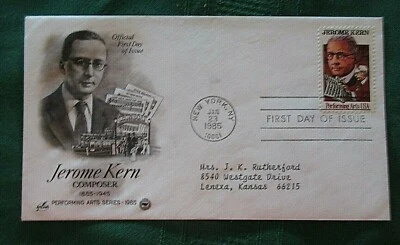 Official
First Day
of Issue
Jerome Kern
COMPOSER
1885-1945
PERFORMING ARTS SERIES-1985
JEROME KERN
Performing Arts USA
NEW YORK, NY
JAN
23
1985
FIRST DAY OF ISSUE
Mrs. J. K. Rutherford
8540 Westgate Drive
Lenexa, Kansas 66215